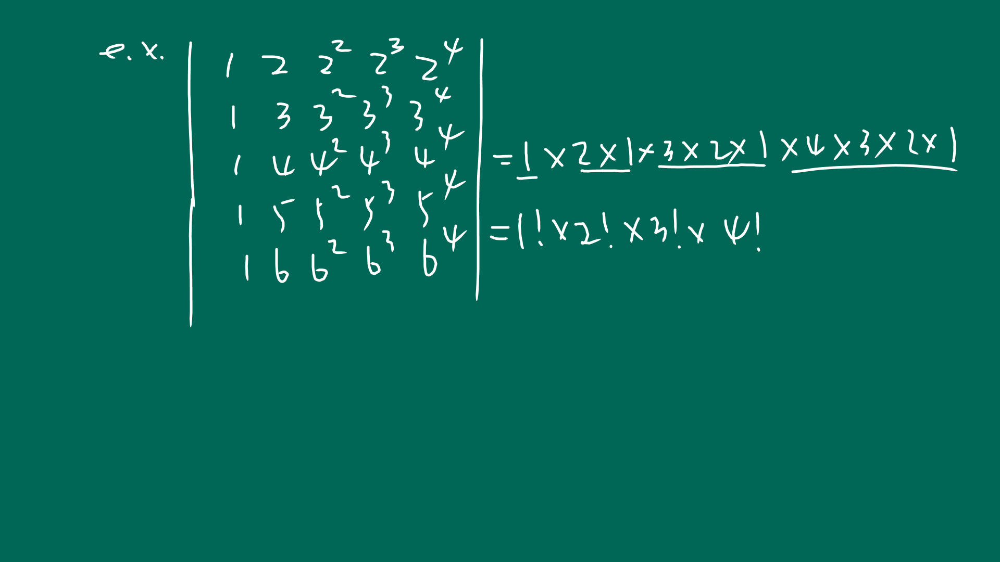 e.x.
1 2 2² 2³ 2⁴
1 3 3² 3³ 3⁴
1 4 4² 4³ 4⁴
1 5 5² 5³ 5⁴
1 6 6² 6³ 6⁴
= 1 × 2 × 1 × 3 × 2 × 1 × 4 × 3 × 2 × 1
= 1! × 2! × 3! × 4!